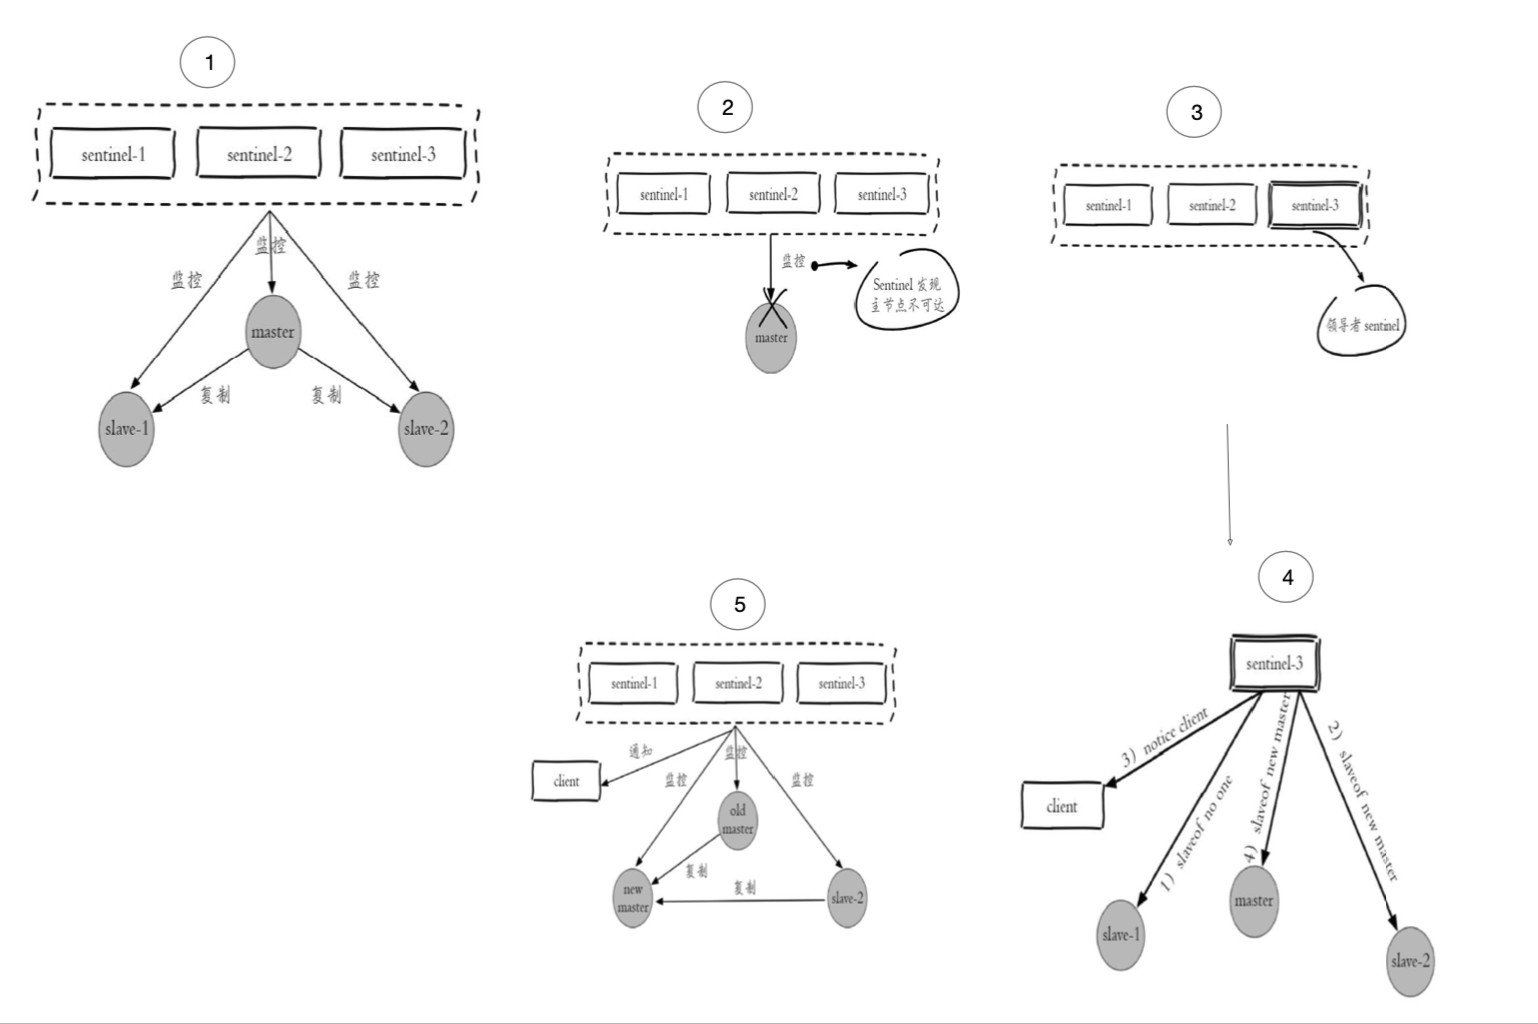 1
sentinel-1
sentinel-2
sentinel-3
监控
监控
监控
master
复制
复制
slave-1
slave-2
2
sentinel-1
sentinel-2
sentinel-3
监控
Sentinel 发现
主节点不可达
master
3
sentinel-1
sentinel-2
sentinel-3
领导者 sentinel
4
sentinel-3
3) notice client
1) slaveof no one
4) slaveof new master
2) slaveof new master
client
slave-1
master
slave-2
5
sentinel-1
sentinel-2
sentinel-3
通知
监控
监控
监控
client
old
master
复制
复制
new
master
slave-2